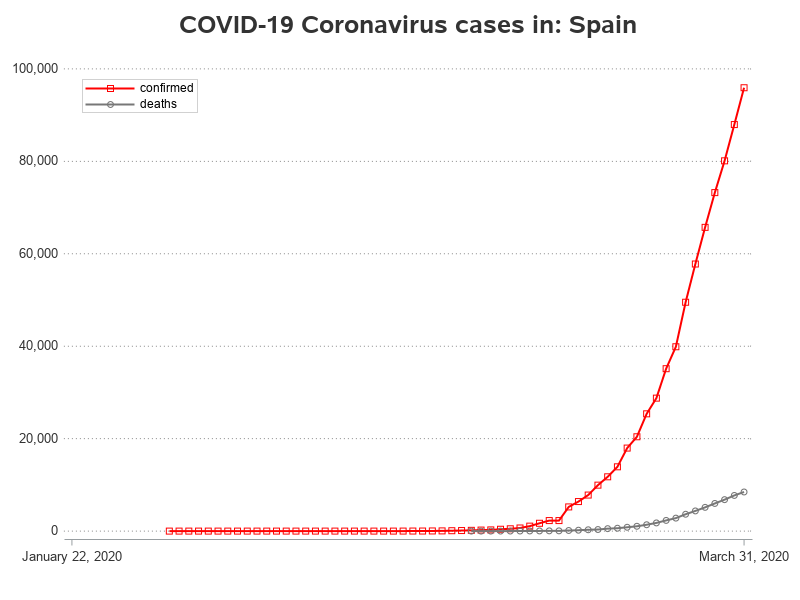 COVID-19 Coronavirus cases in: Spain
100,000
confirmed
deaths
80,000
60,000
40,000
20,000
0
January 22, 2020
March 31, 2020